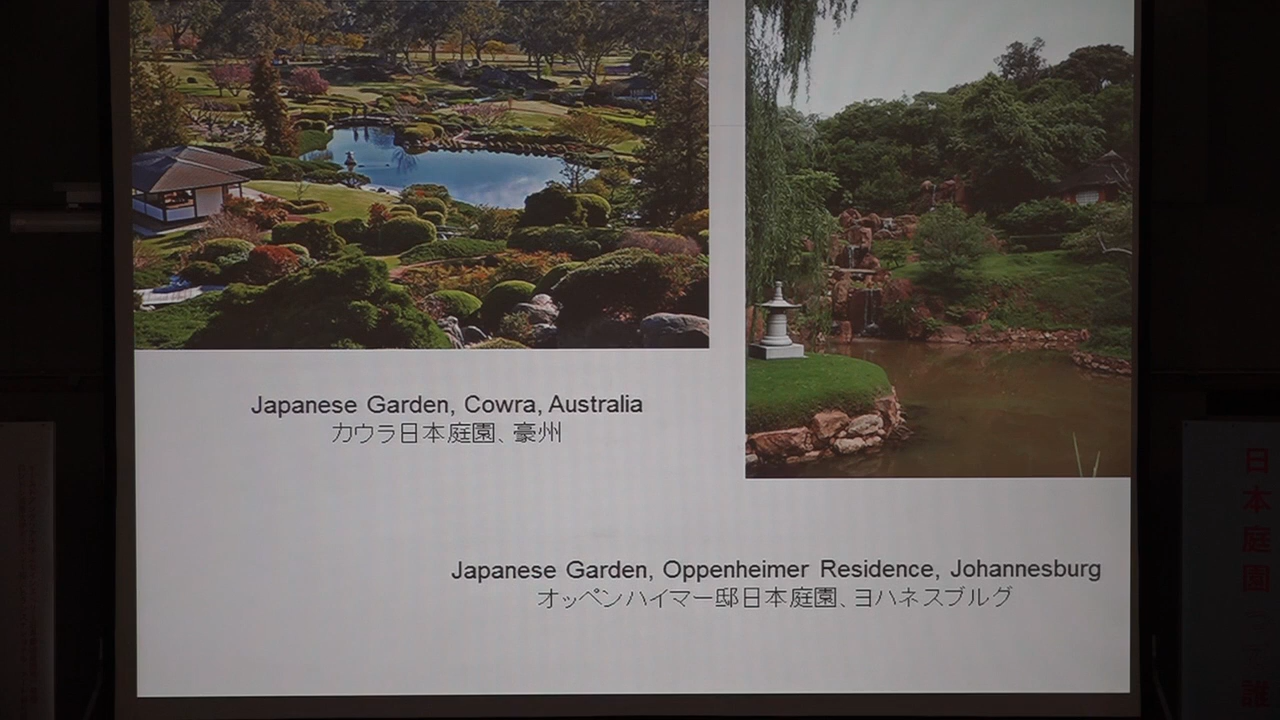 Japanese Garden, Cowra, Australia
カウラ日本庭園、豪州
Japanese Garden, Oppenheimer Residence, Johannesburg
オッペンハイマー邸日本庭園、ヨハネスブルグ
日本庭園